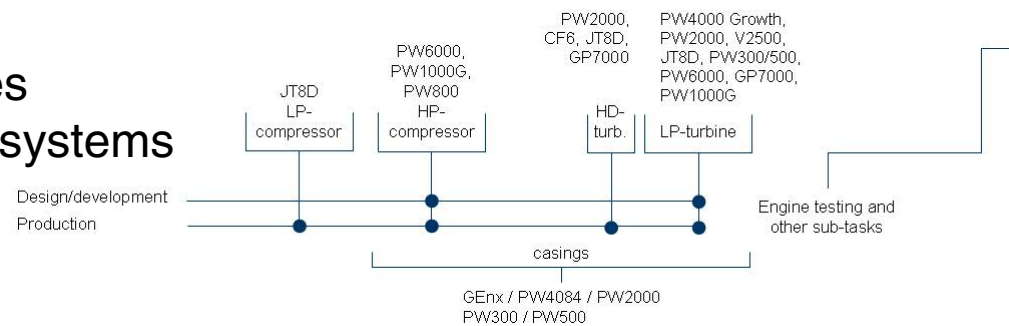 es
systems
JT8D
LP-
compressor
PW6000,
PW1000G,
PW800
HP-
compressor
PW2000,
CF6, JT8D,
GP7000
HD-
turb.
PW4000 Growth,
PW2000, V2500,
JT8D, PW300/500,
PW6000, GP7000,
PW1000G
LP-turbine
Design/development
Production
Engine testing and
other sub-tasks
casings
GEnx / PW4084 / PW2000
PW300 / PW500